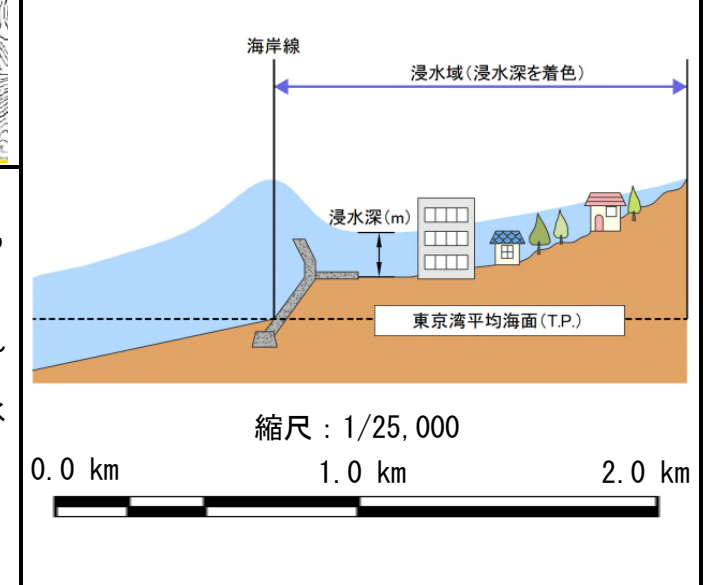 海岸線
浸水域(浸水深を着色)
浸水深(m)
東京湾平均海面(T.P.)
縮尺：1/25,000
0.0 km 1.0 km 2.0 km